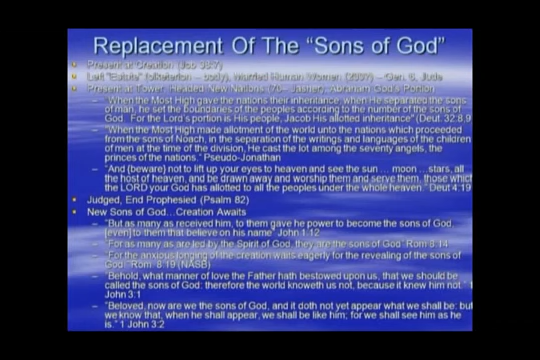 Replacement Of The "Sons of God"
Present at Creation (Job 38:7)
Left "Estate" (oiketerion – body), Married Human Women (200?) – Gen. 6, Jude
Present at Tower, Headed New Nations (70 – Jasher), Abraham God's Portion
– "When the Most High gave the nations their inheritance, when He separated the sons
of man, he set the boundaries of the peoples according to the number of the sons of
God. For the Lord's portion is His people, Jacob His allotted inheritance" (Deut. 32:8,9
– "When the Most High made allotment of the world unto the nations which proceeded
from the sons of Noach, in the separation of the writings and languages of the children
of men at the time of the division, He cast the lot among the seventy angels, the
princes of the nations." Pseudo-Jonathan
– "And {beware} not to lift up your eyes to heaven and see the sun ... moon ... stars, all
the host of heaven, and be drawn away and worship them and serve them, those which
the LORD your God has allotted to all the peoples under the whole heaven." Deut 4:19
Judged, End Prophesied (Psalm 82)
New Sons of God...Creation Awaits
– "But as many as received him, to them gave he power to become the sons of God,
[even] to them that believe on his name" John 1:12
– "For as many as are led by the Spirit of God, they are the sons of God" Rom 8:14
– "For the anxious longing of the creation waits eagerly for the revealing of the sons of
God" Rom. 8:19 (NASB)
– "Behold, what manner of love the Father hath bestowed upon us, that we should be
called the sons of God: therefore the world knoweth us not, because it knew him not." 1
John 3:1
– "Beloved, now are we the sons of God, and it doth not yet appear what we shall be: but
we know that, when he shall appear, we shall be like him; for we shall see him as he
is." 1 John 3:2